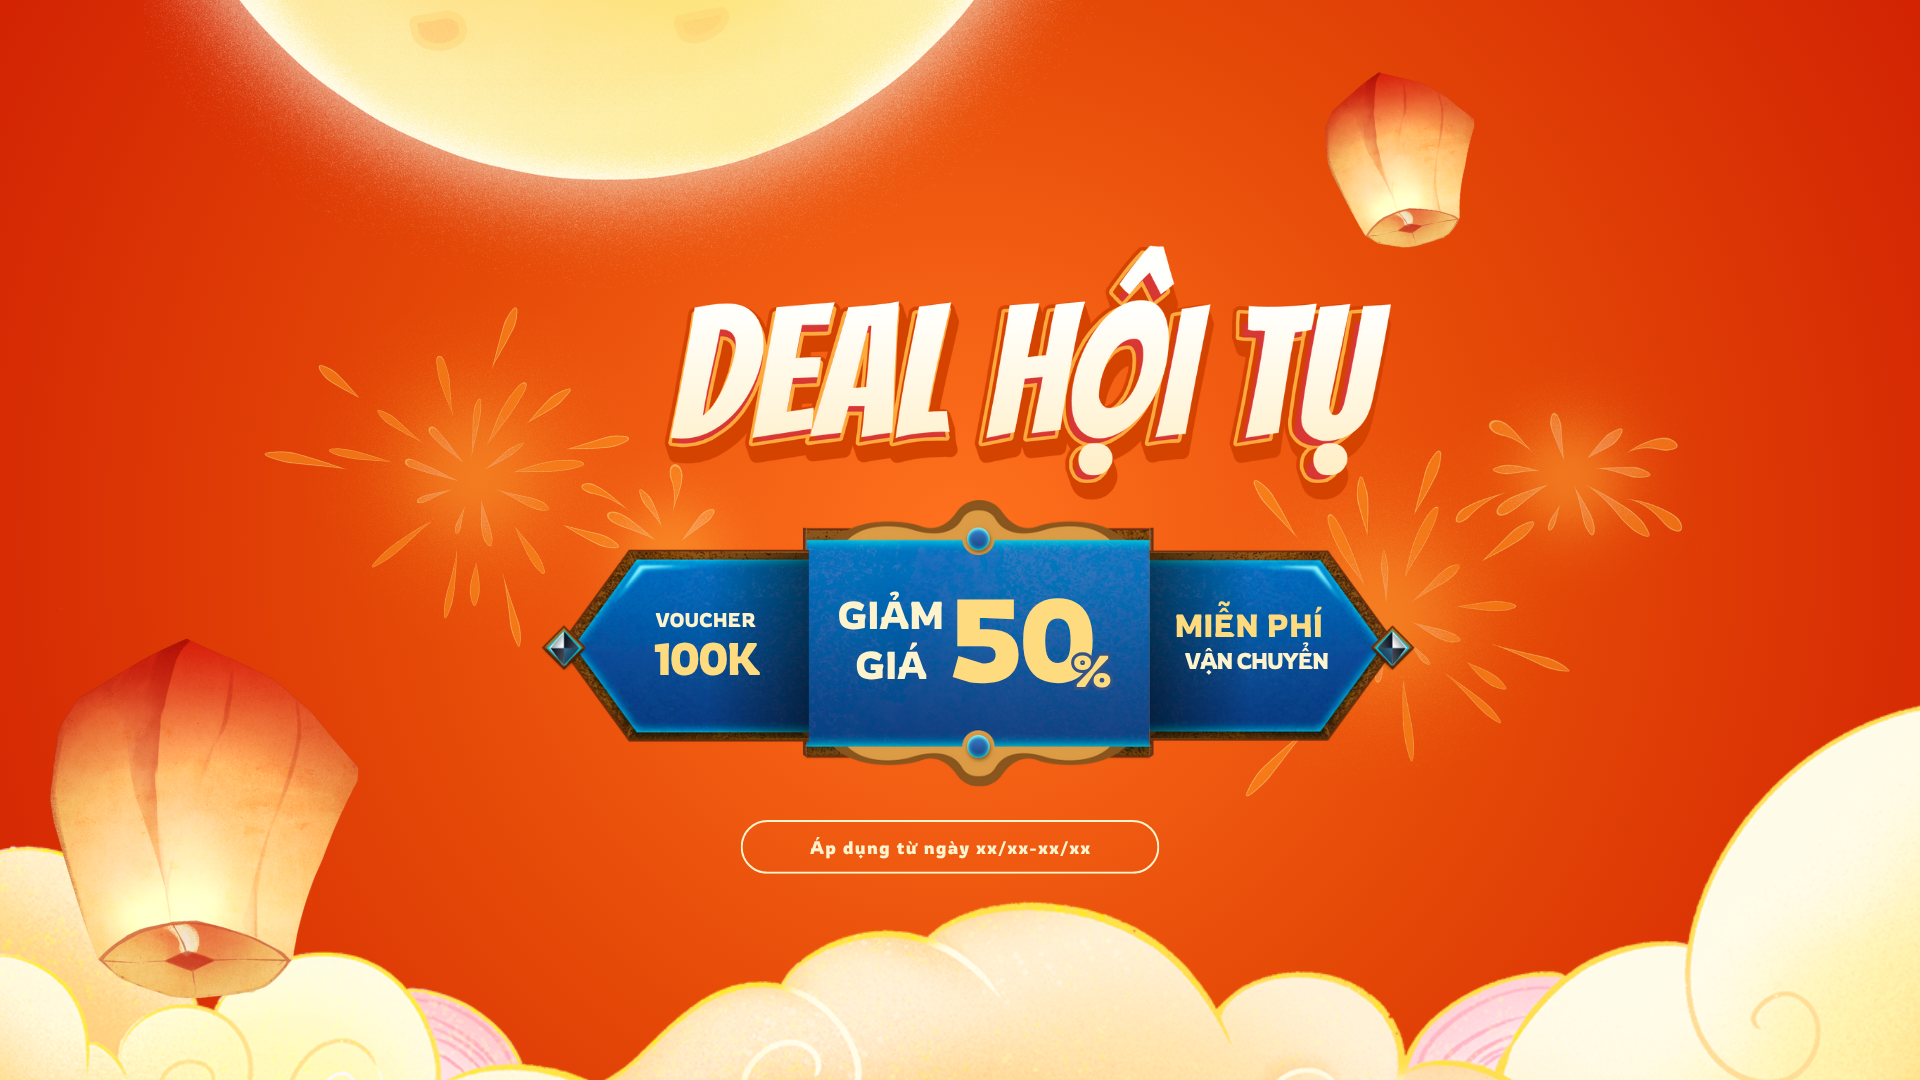 DEAL HỘI TỤ
VOUCHER
100K
GIẢM
GIÁ
50%
MIỄN PHÍ
VẬN CHUYỂN
Áp dụng từ ngày xx/xx-xx/xx